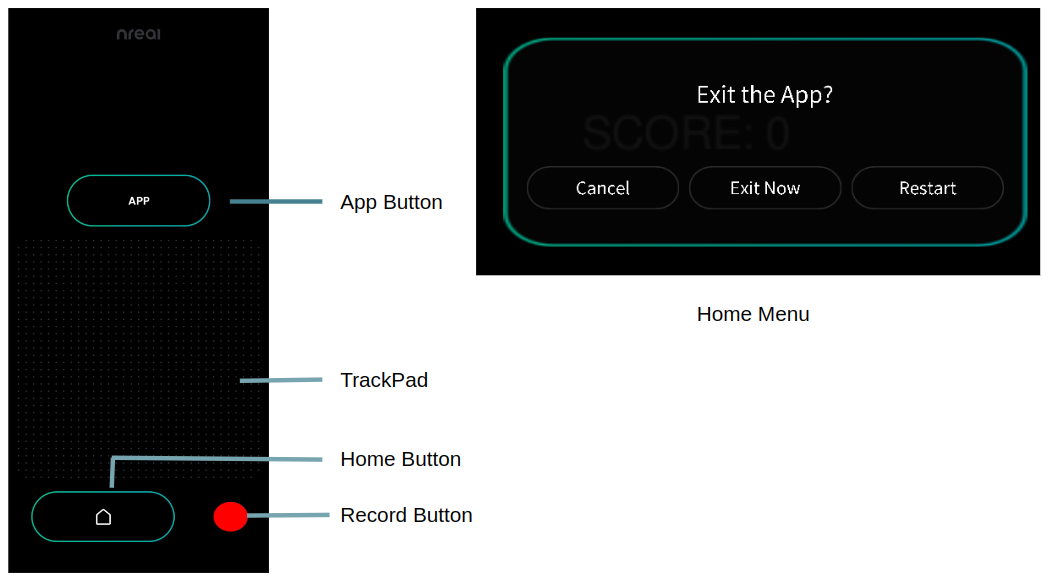 nreal
APP
App Button
TrackPad
Home Button
Record Button
Exit the App?
SCORE: 0
Cancel
Exit Now
Restart
Home Menu